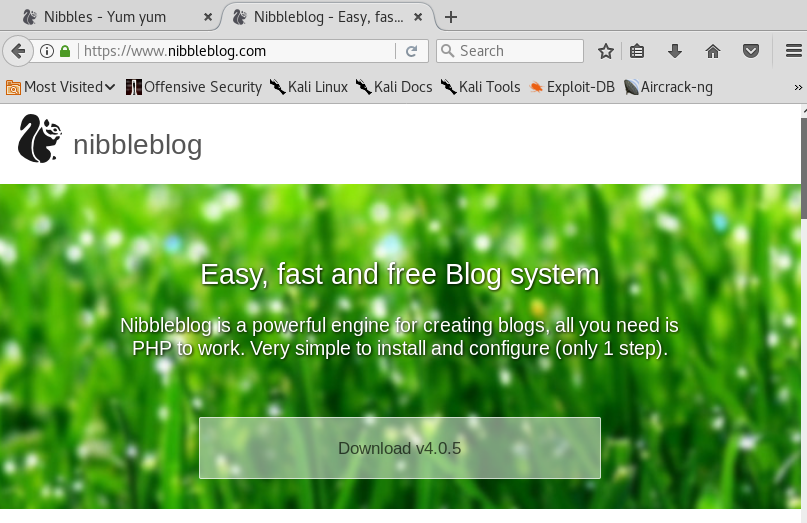 Nibbles - Yum yum
Nibbleblog - Easy, fas...
https://www.nibbleblog.com
Search
Most Visited
Offensive Security
Kali Linux
Kali Docs
Kali Tools
Exploit-DB
Aircrack-ng
nibbleblog
Easy, fast and free Blog system
Nibbleblog is a powerful engine for creating blogs, all you need is
PHP to work. Very simple to install and configure (only 1 step).
Download v4.0.5